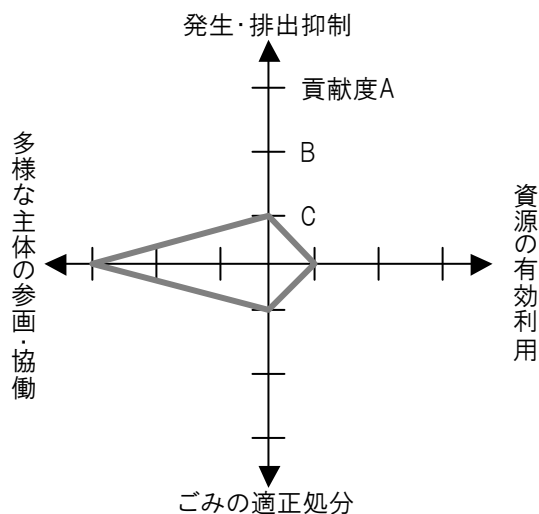 発生・排出抑制
貢献度A
B
C
多様な主体の参画・協働
資源の有効利用
ごみの適正処分